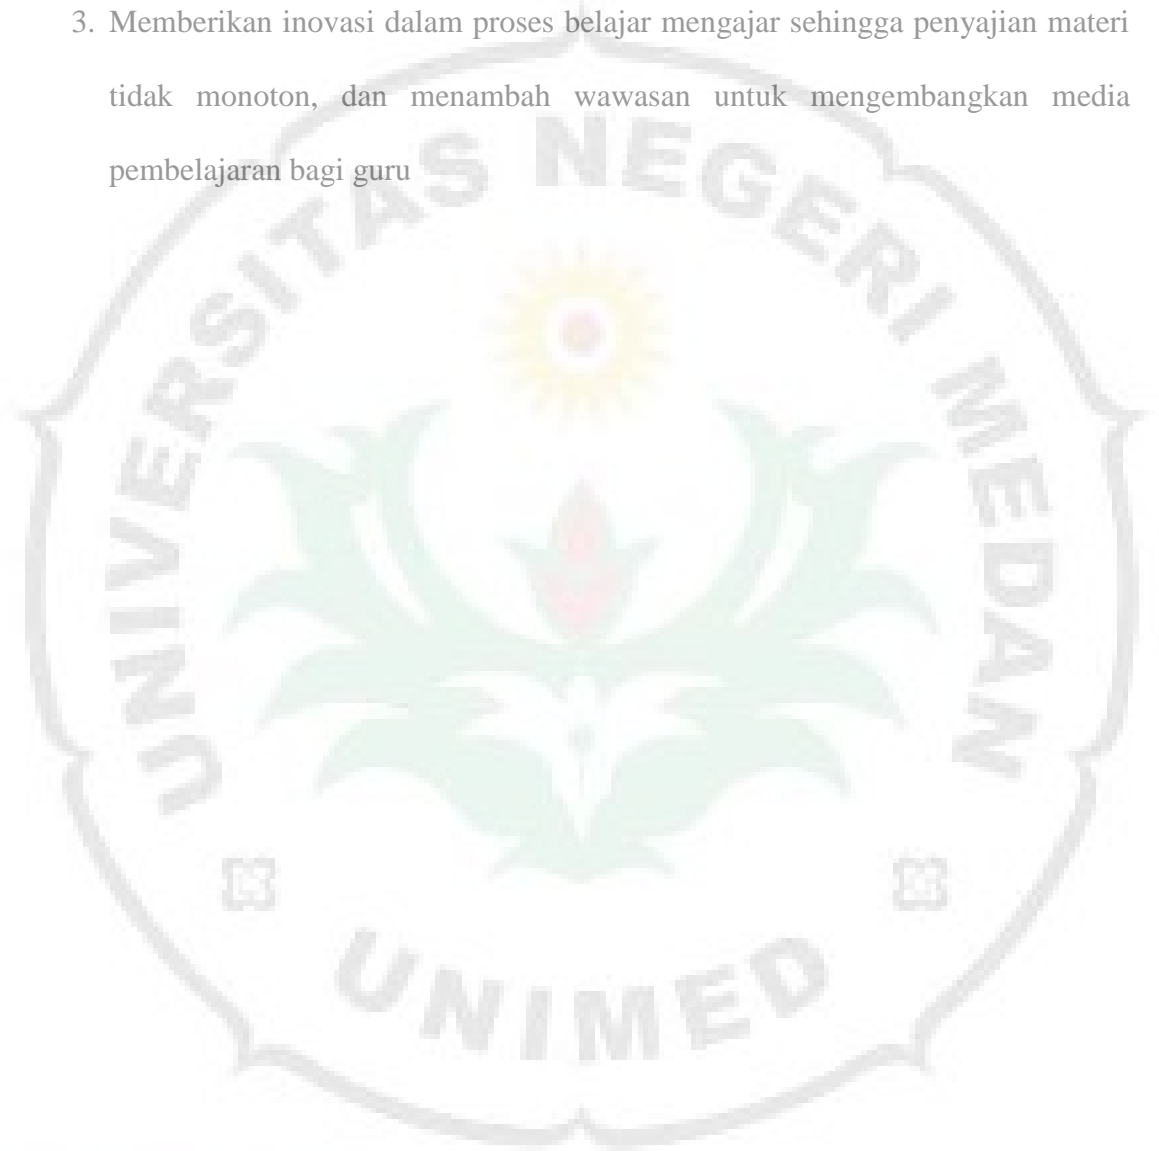 3. Memberikan inovasi dalam proses belajar mengajar sehingga penyajian materi
tidak monoton, dan menambah wawasan untuk mengembangkan media
pembelajaran bagi guru
UNIVERSITAS NEGERI MEDAN
UNIMED